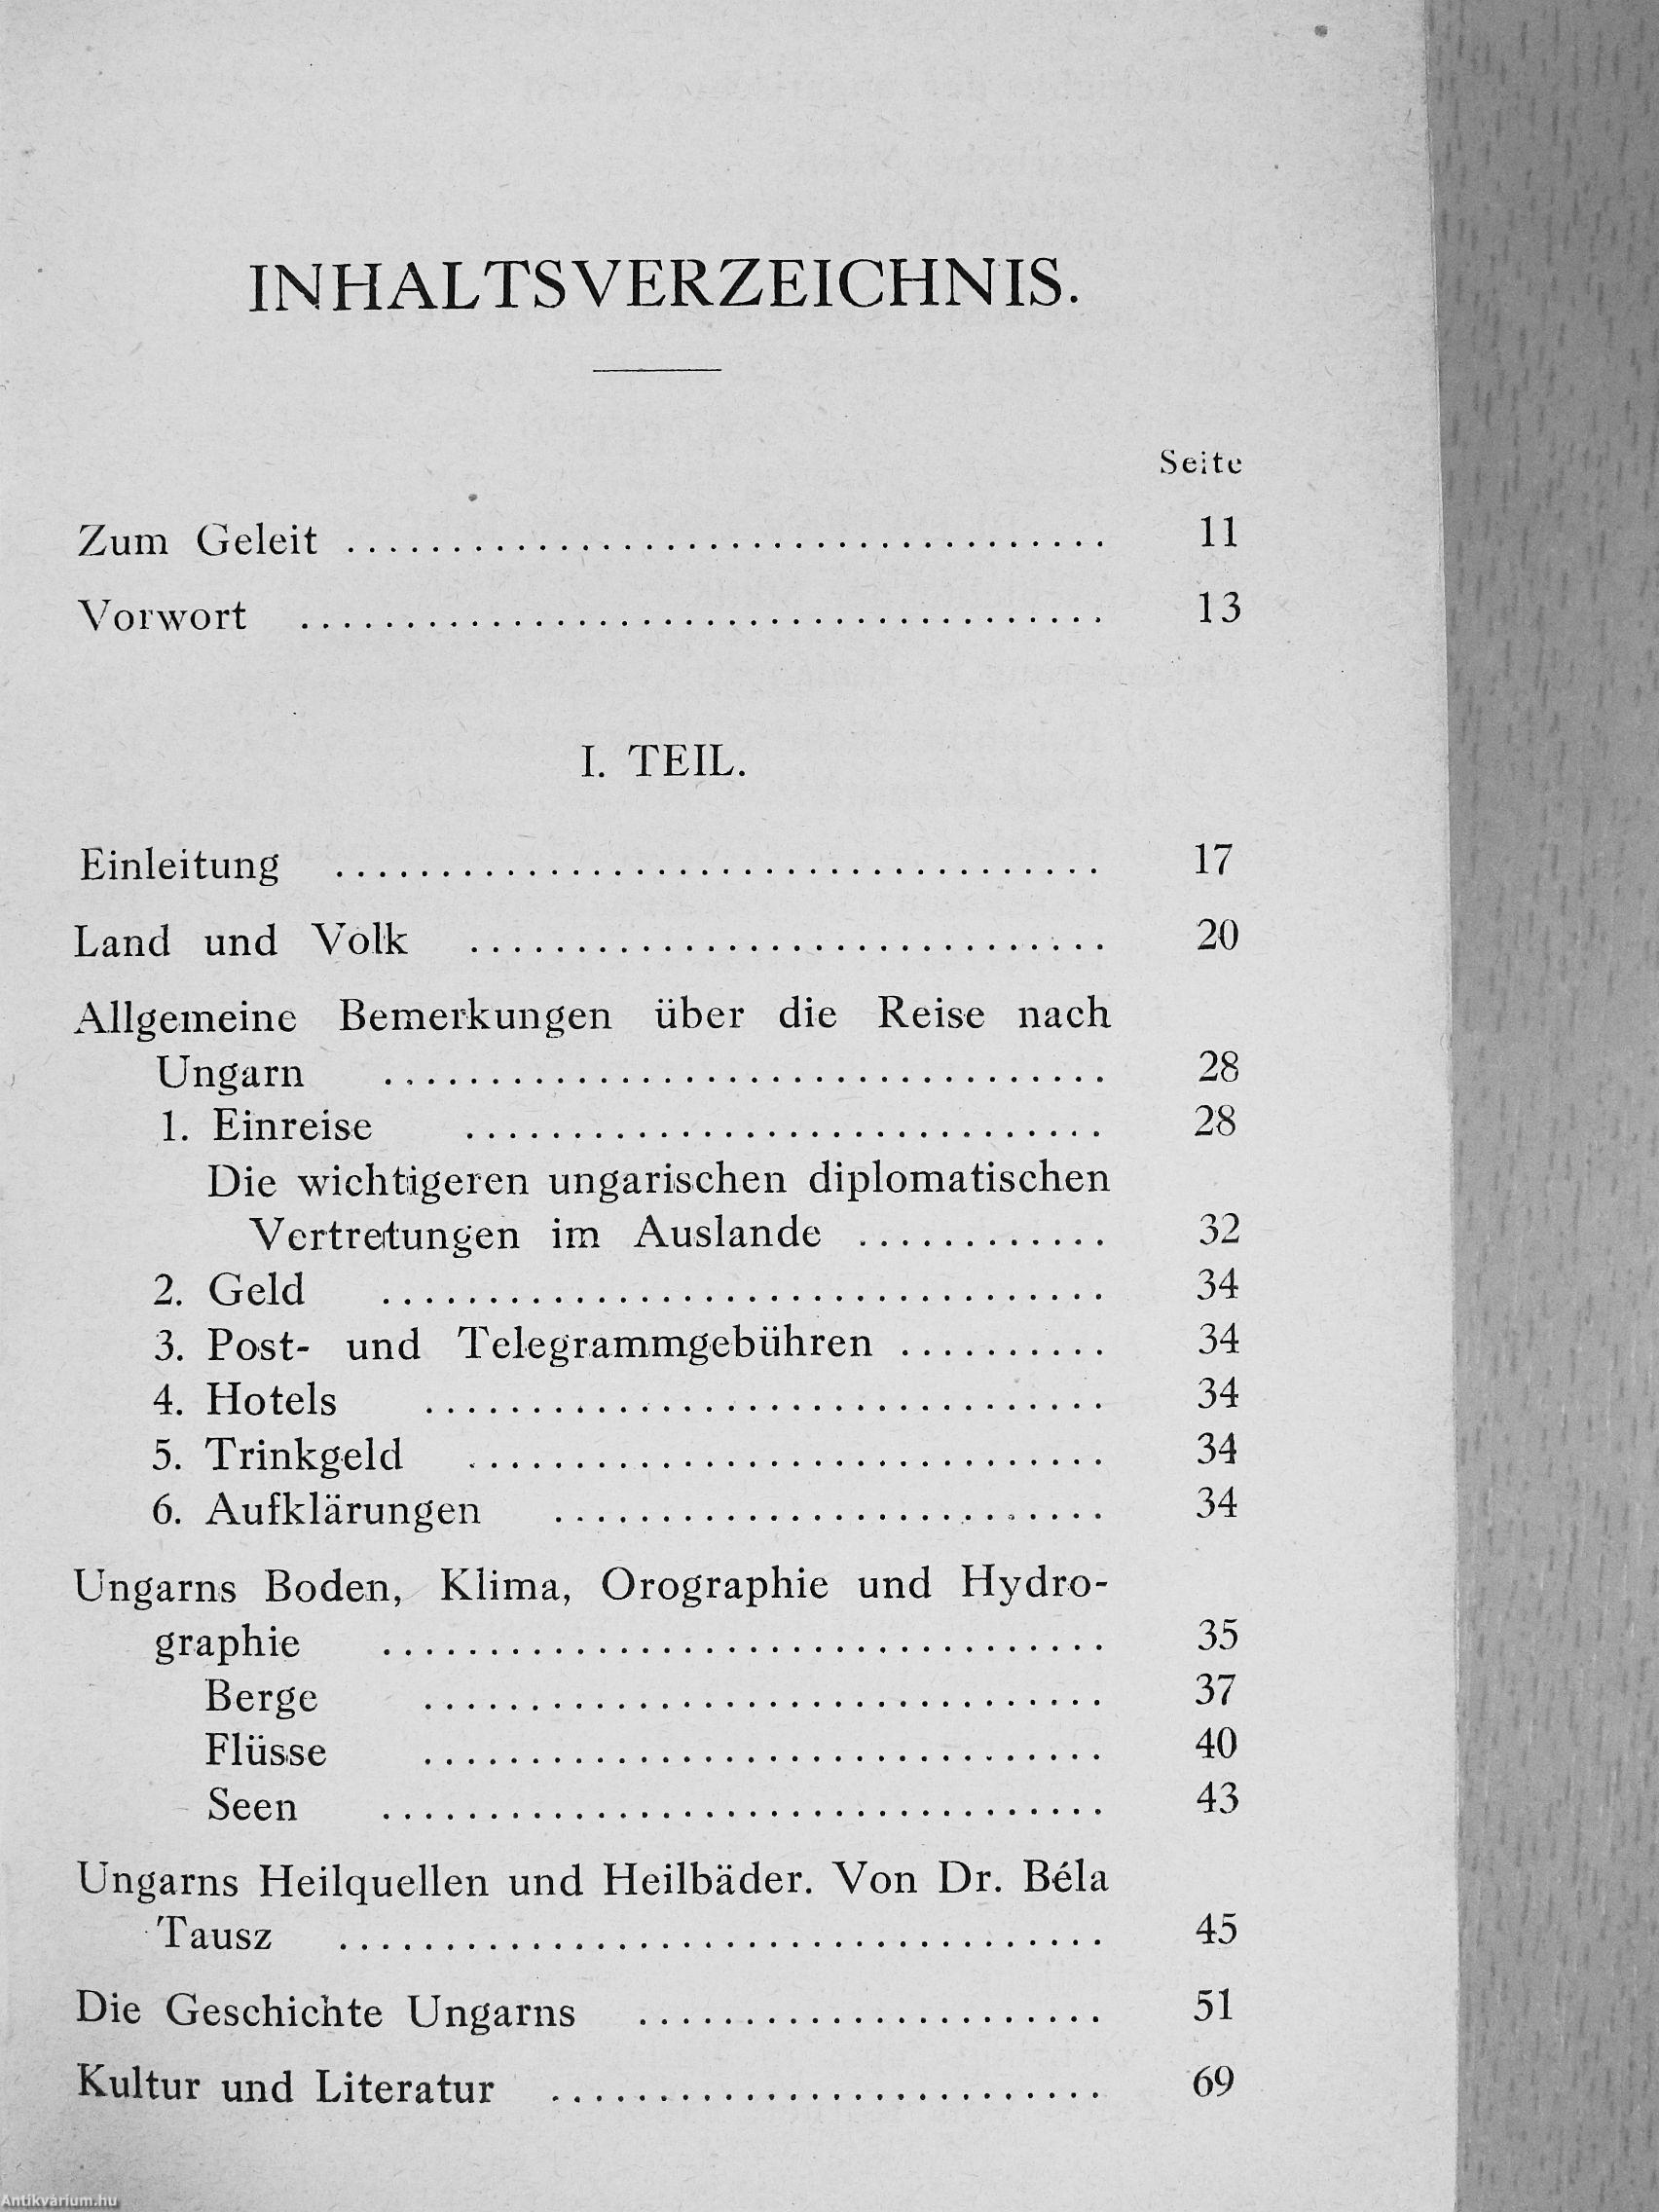 INHALTSVERZEICHNIS.
Seite
Zum Geleit .................................... 11
Vorwort ...................................... 13
I. TEIL.
Einleitung .................................... 17
Land und Volk .............................. 20
Allgemeine Bemerkungen über die Reise nach
Ungarn .................................. 28
1. Einreise .............................. 28
Die wichtigeren ungarischen diplomatischen
Vertretungen im Auslande ............ 32
2. Geld .................................. 34
3. Post- und Telegrammgebühren .......... 34
4. Hotels ................................ 34
5. Trinkgeld .............................. 34
6. Aufklärungen .......................... 34
Ungarns Boden, Klima, Orographie und Hydro-
graphie .................................. 35
Berge ................................ 37
Flüsse ................................ 40
Seen .................................. 43
Ungarns Heilquellen und Heilbäder. Von Dr. Béla
Tausz .................................... 45
Die Geschichte Ungarns ...................... 51
Kultur und Literatur .......................... 69
Antikvárium.hu